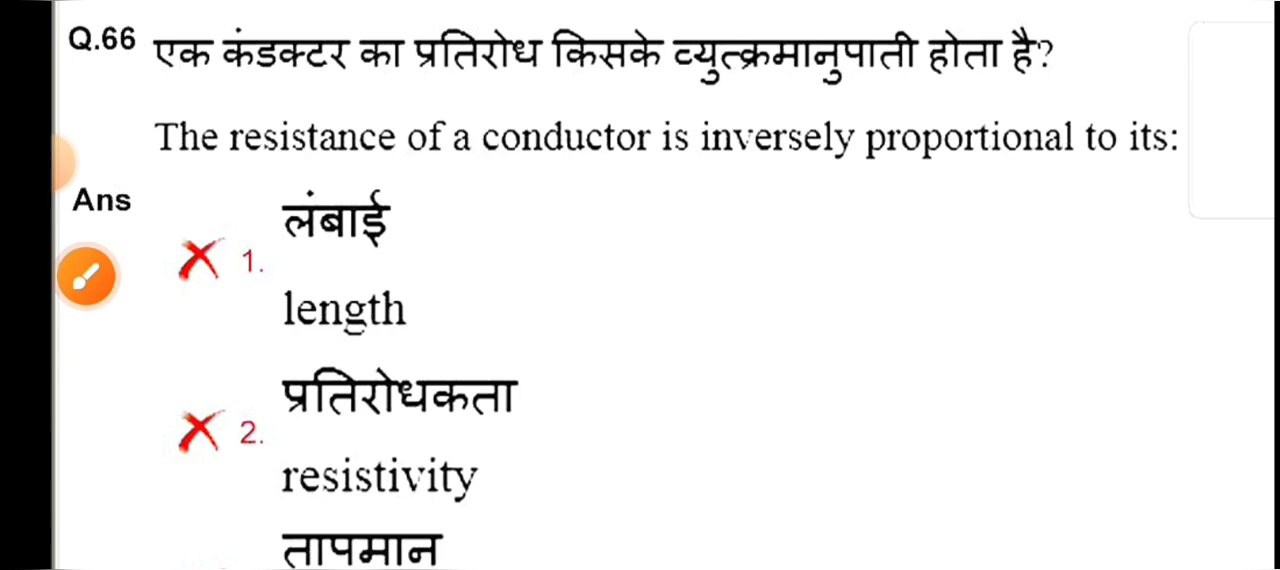 Q.66 एक कंडक्टर का प्रतिरोध किसके व्युत्क्रमानुपाती होता है?
The resistance of a conductor is inversely proportional to its:
Ans
लंबाई
1.
length
प्रतिरोधकता
2.
resistivity
तापमान